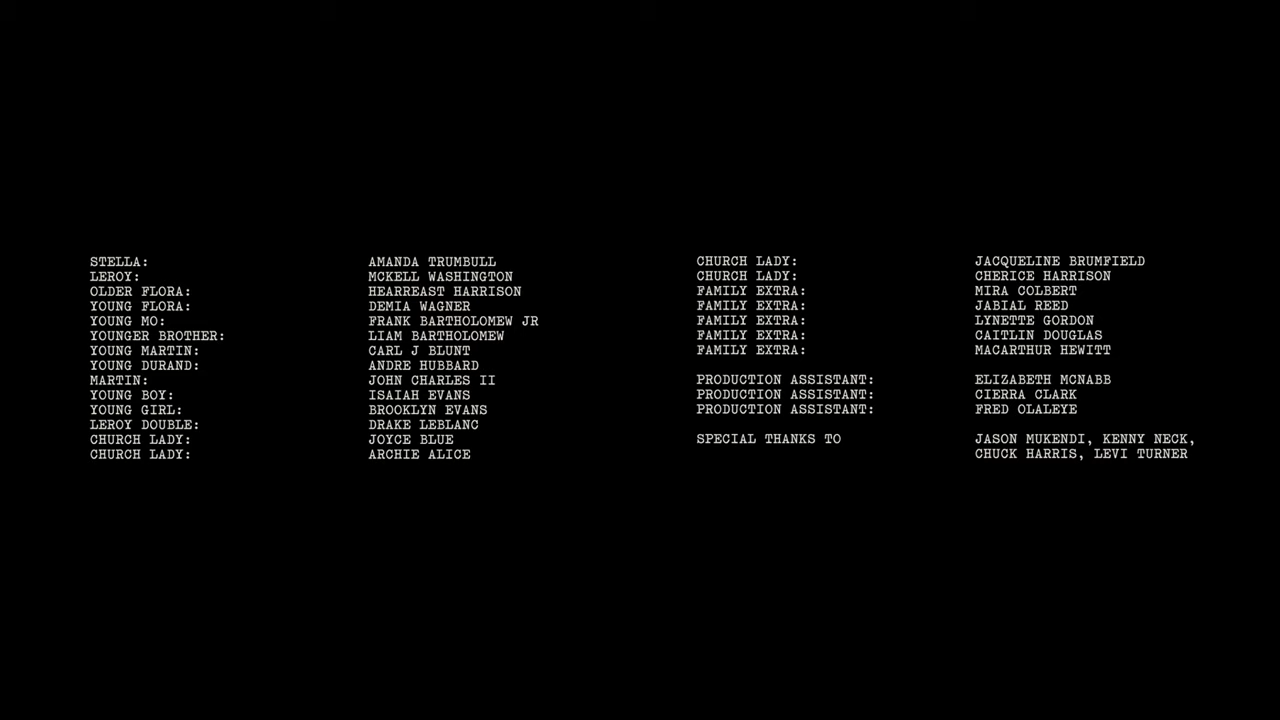 STELLA: AMANDA TRUMBULL
LEROY: MCKELL WASHINGTON
OLDER FLORA: HEARREAST HARRISON
YOUNG FLORA: DEMIA WAGNER
YOUNG MO: FRANK BARTHOLOMEW JR
YOUNGER BROTHER: LIAM BARTHOLOMEW
YOUNG MARTIN: CARL J BLUNT
YOUNG DURAND: ANDRE HUBBARD
MARTIN: JOHN CHARLES II
YOUNG BOY: ISAIAH EVANS
YOUNG GIRL: BROOKLYN EVANS
LEROY DOUBLE: DRAKE LEBLANC
CHURCH LADY: JOYCE BLUE
CHURCH LADY: ARCHIE ALICE
CHURCH LADY: JACQUELINE BRUMFIELD
CHURCH LADY: CHERICE HARRISON
FAMILY EXTRA: MIRA COLBERT
FAMILY EXTRA: JABIAL REED
FAMILY EXTRA: LYNETTE GORDON
FAMILY EXTRA: CAITLIN DOUGLAS
FAMILY EXTRA: MACARTHUR HEWITT
PRODUCTION ASSISTANT: ELIZABETH MCNABB
PRODUCTION ASSISTANT: CIERRA CLARK
PRODUCTION ASSISTANT: FRED OLALEYE
SPECIAL THANKS TO JASON MUKENDI, KENNY NECK,
CHUCK HARRIS, LEVI TURNER